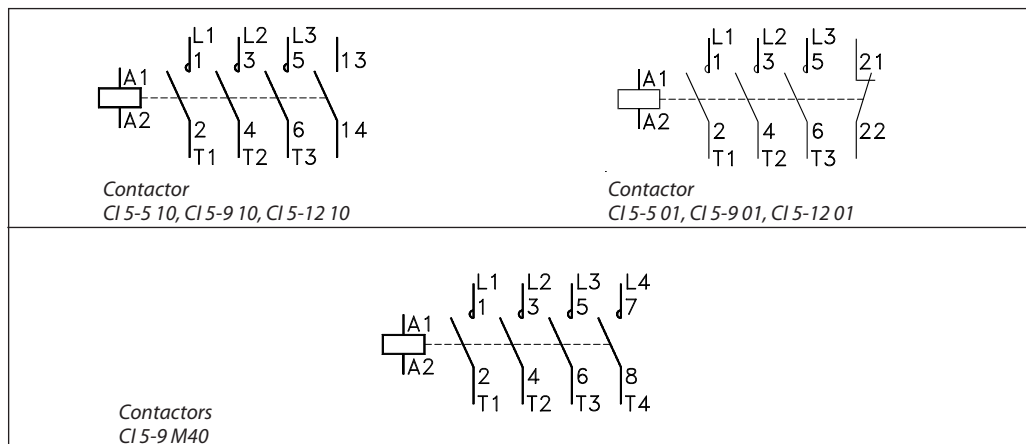 L1 L2 L3
1 3 5 13
A1
A2
2 4 6 14
T1 T2 T3
Contactor
CI 5-5 10, CI 5-9 10, CI 5-12 10
L1 L2 L3
1 3 5 21
A1
A2
2 4 6 22
T1 T2 T3
Contactor
CI 5-5 01, CI 5-9 01, CI 5-12 01
L1 L2 L3 L4
1 3 5 7
A1
A2
2 4 6 8
T1 T2 T3 T4
Contactors
CI 5-9 M40